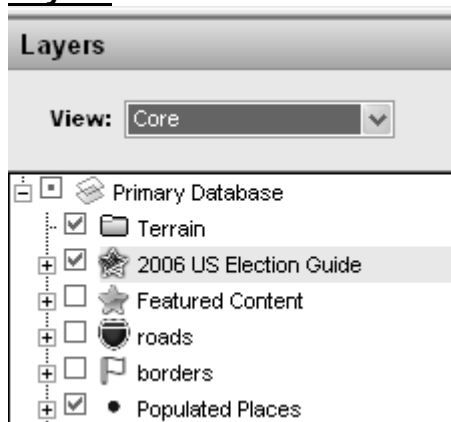 Layers
View: Core
Primary Database
Terrain
2006 US Election Guide
Featured Content
roads
borders
Populated Places